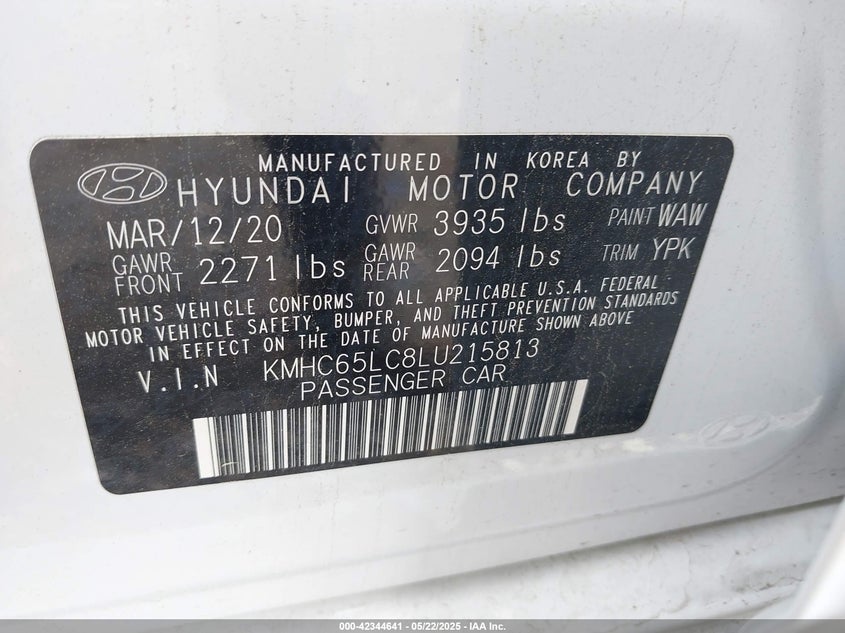 MANUFACTURED IN KOREA BY
HYUNDAI MOTOR COMPANY
MAR/12/20 GVWR 3935 lbs PAINT WAW
GAWR FRONT 2271 lbs GAWR REAR 2094 lbs TRIM YPK
THIS VEHICLE CONFORMS TO ALL APPLICABLE U.S.A. FEDERAL
MOTOR VEHICLE SAFETY, BUMPER, AND THEFT PREVENTION STANDARDS
IN EFFECT ON THE DATE OF MANUFACTURE SHOWN ABOVE
V.I.N KMHC65LC8LU215813
PASSENGER CAR
000-42344641 | 05/22/2025 - IAA Inc.